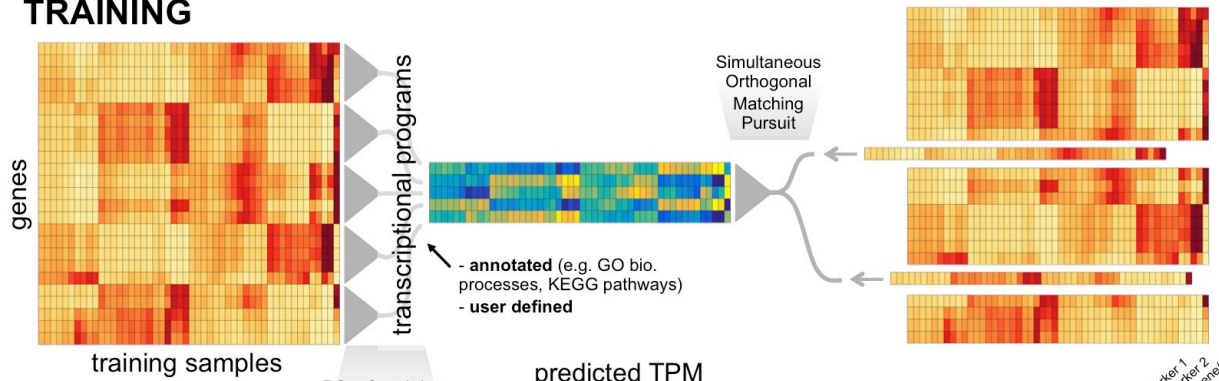 TRAINING
genes
training samples
transcriptional programs
- annotated (e.g. GO bio.
processes, KEGG pathways)
- user defined
Simultaneous
Orthogonal
Matching
Pursuit
predicted TPM